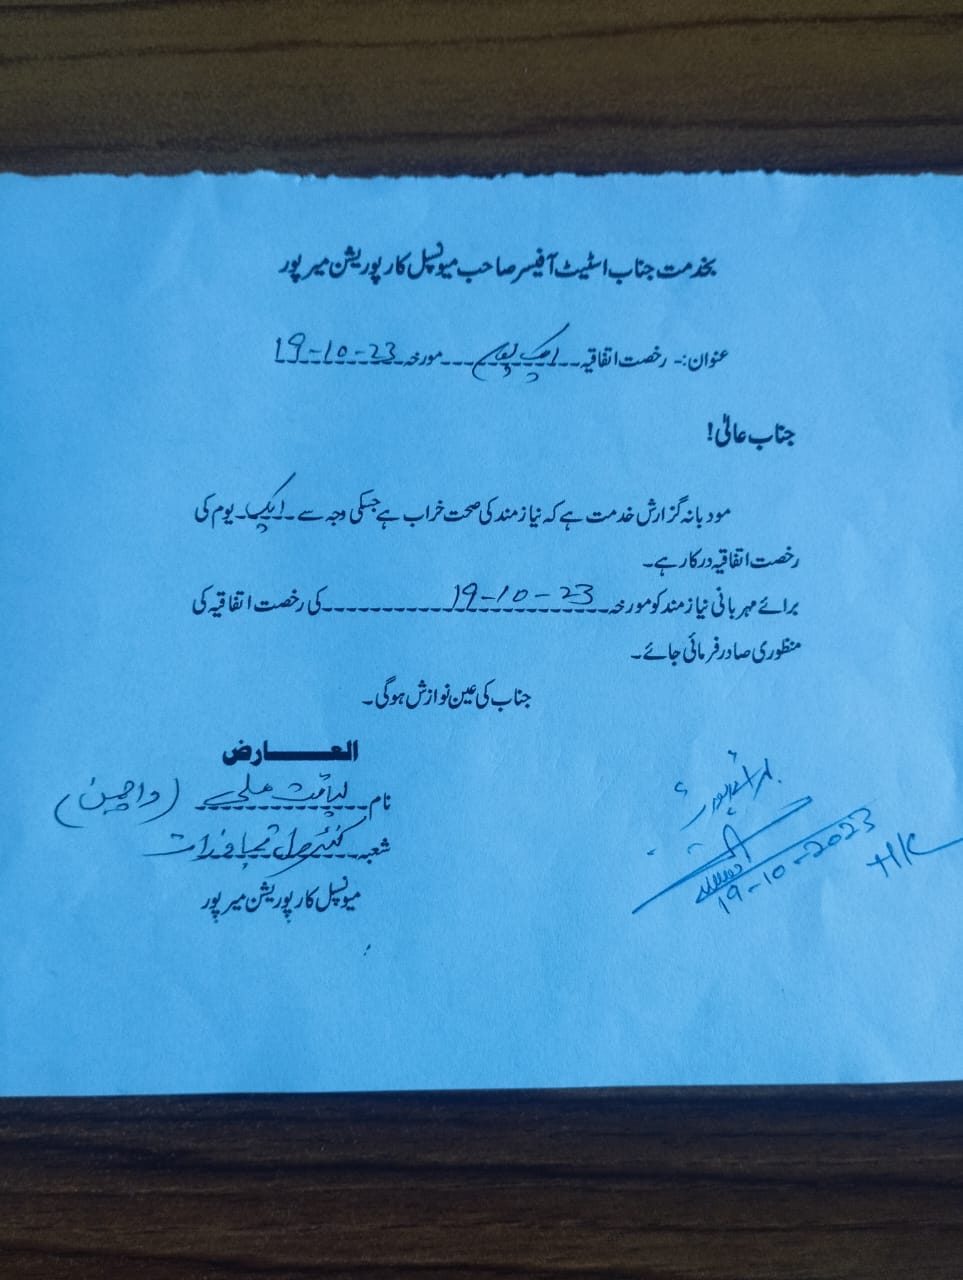 بخدمت جناب اسٹیٹ آفیسر صاحب میونسپل کارپوریشن میرپور
عنوان:- رخصت اتفاقیہ ایک یوم مورخہ 19-10-23
جناب عالیٰ!
مودبانہ گزارش خدمت ہے کہ نیازمند کی صحت خراب ہے جسکی وجہ سے ایک یوم کی
رخصت اتفاقیہ درکار ہے۔
برائے مہربانی نیازمند کو مورخہ 19-10-23 کی رخصت اتفاقیہ کی
منظوری صادر فرمائی جائے۔
جناب کی عین نوازش ہوگی۔
العارض
نام لیاقت علی (واچمین)
شعبہ کنٹرول تجاوزات
میونسپل کارپوریشن میرپور
19-10-2023
H/C